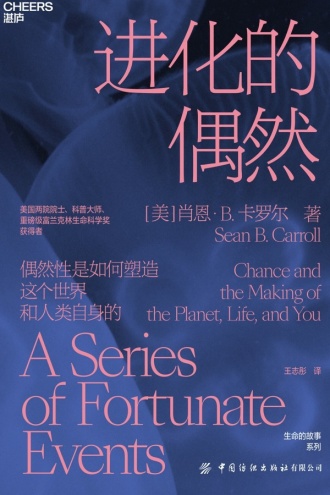 CHEERS
湛庐
进化的
偶然
美国两院院士、科普大师、
重磅级富兰克林生命科学奖
获得者
[美]肖恩·B.卡罗尔 著
Sean B. Carroll
偶然性是如何塑造
这个世界
和人类自身的
Chance and
the Making of
the Planet, Life, and You
A Series
of Fortunate
Events
王志彤 译
生命的故事
系列
中国纺织出版社有限公司